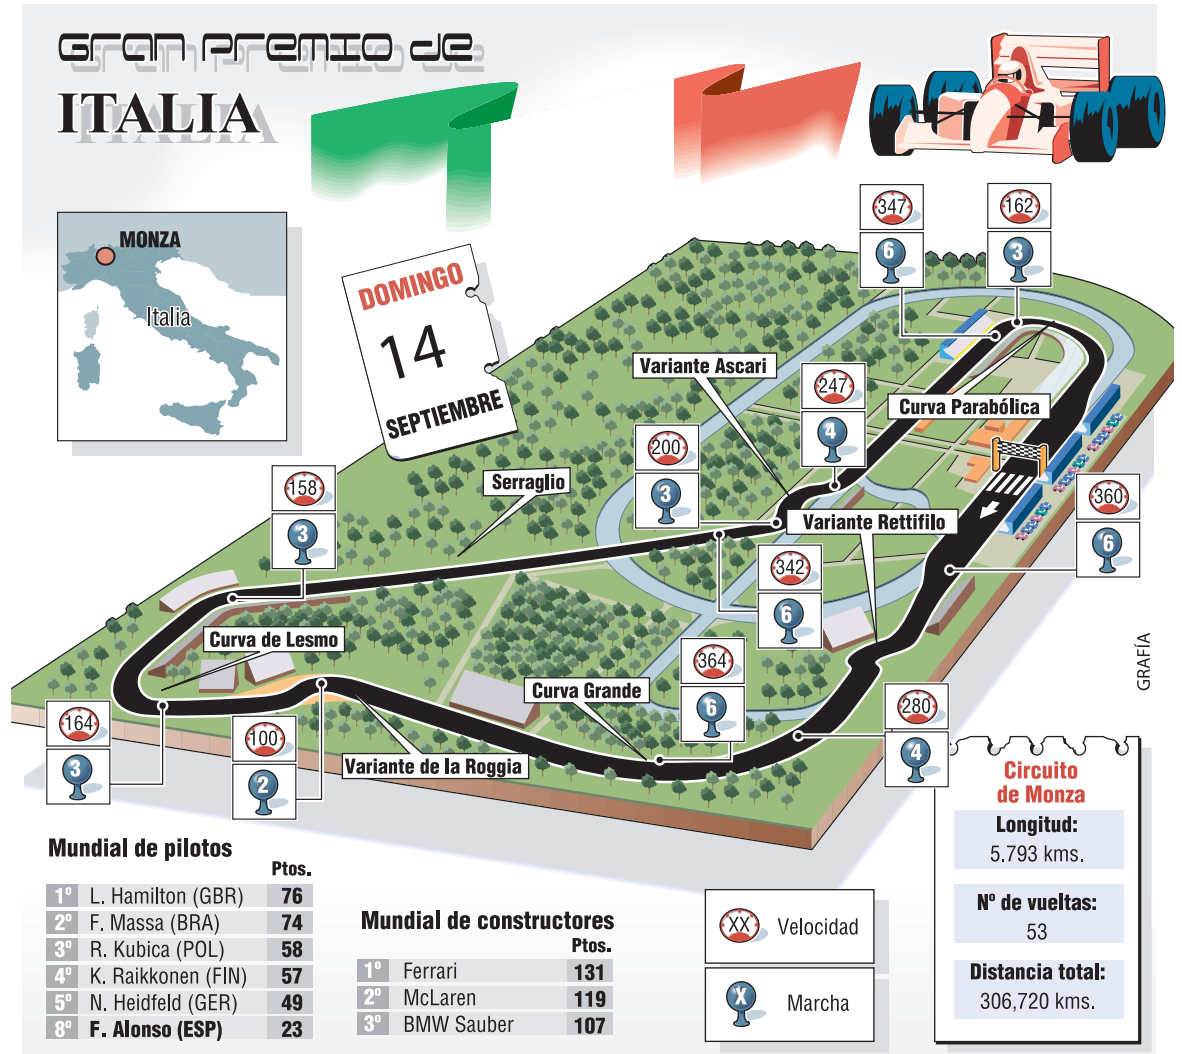 Gran Premio de
ITALIA
MONZA
Italia
DOMINGO
14
SEPTIEMBRE
347
6
162
3
Variante Ascari
247
4
Curva Parabólica
200
3
Serraglio
158
3
Variante Rettifilo
360
6
342
6
Curva de Lesmo
364
6
Curva Grande
GRAFÍA
164
3
100
2
Variante de la Roggia
280
4
Circuito
de Monza
Longitud:
5.793 kms.
Nº de vueltas:
53
Distancia total:
306,720 kms.
Mundial de pilotos
Ptos.
1º L. Hamilton (GBR) 76
2º F. Massa (BRA) 74
3º R. Kubica (POL) 58
4º K. Raikkonen (FIN) 57
5º N. Heidfeld (GER) 49
8º F. Alonso (ESP) 23
Mundial de constructores
Ptos.
1º Ferrari 131
2º McLaren 119
3º BMW Sauber 107
XX Velocidad
X Marcha